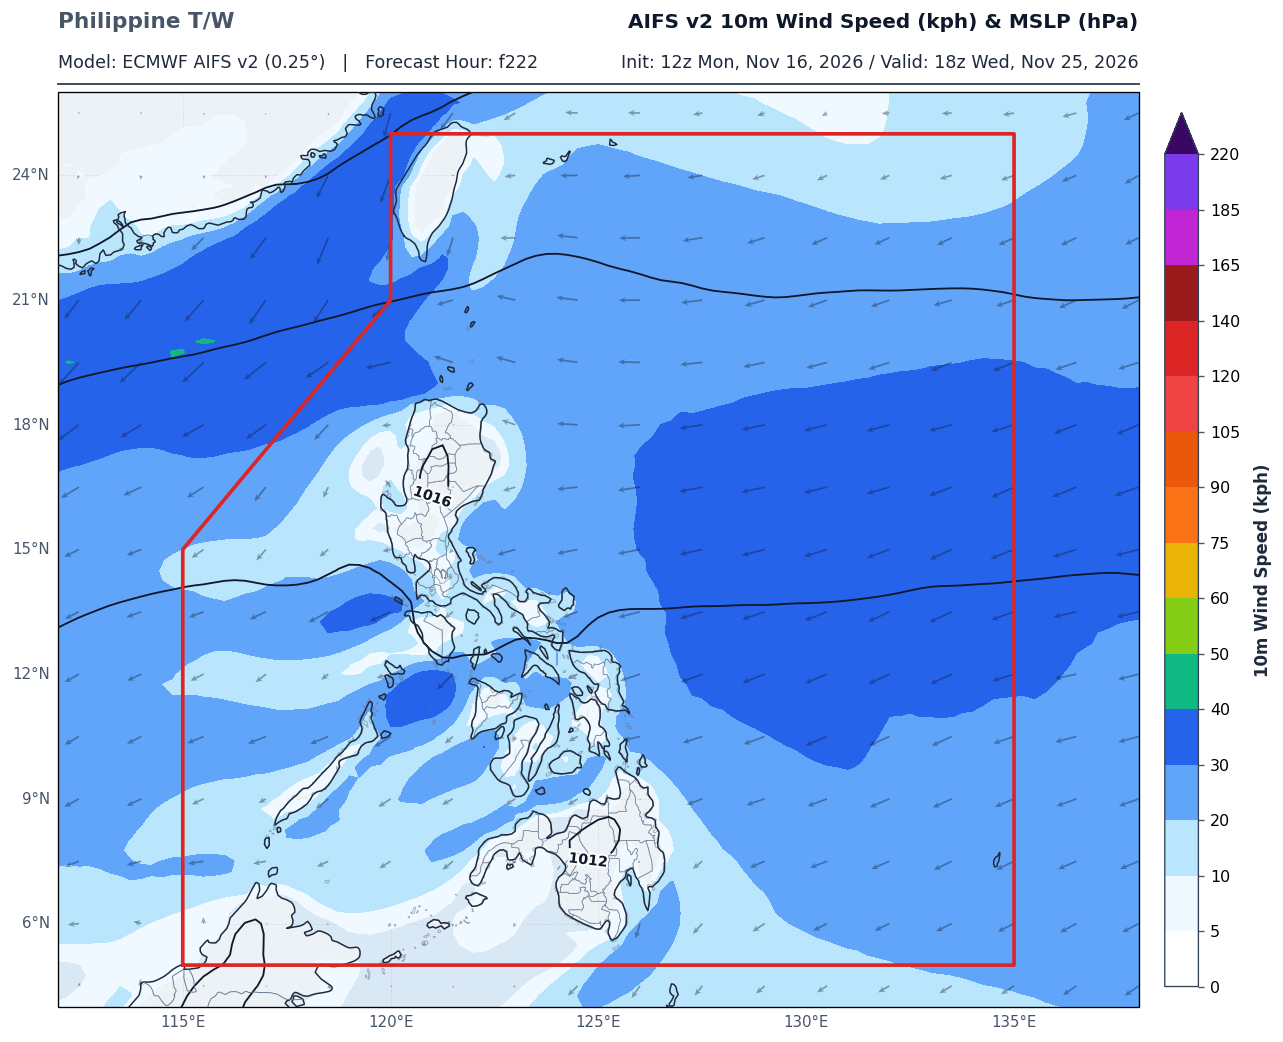 Philippine T/W
AIFS v2 10m Wind Speed (kph) & MSLP (hPa)
Model: ECMWF AIFS v2 (0.25°) | Forecast Hour: f222
Init: 12z Mon, Nov 16, 2026 / Valid: 18z Wed, Nov 25, 2026
24°N
21°N
18°N
15°N
12°N
9°N
6°N
1016
1012
115°E
120°E
125°E
130°E
135°E
220
185
165
140
120
105
90
75
60
50
40
30
20
10
5
0
10m Wind Speed (kph)